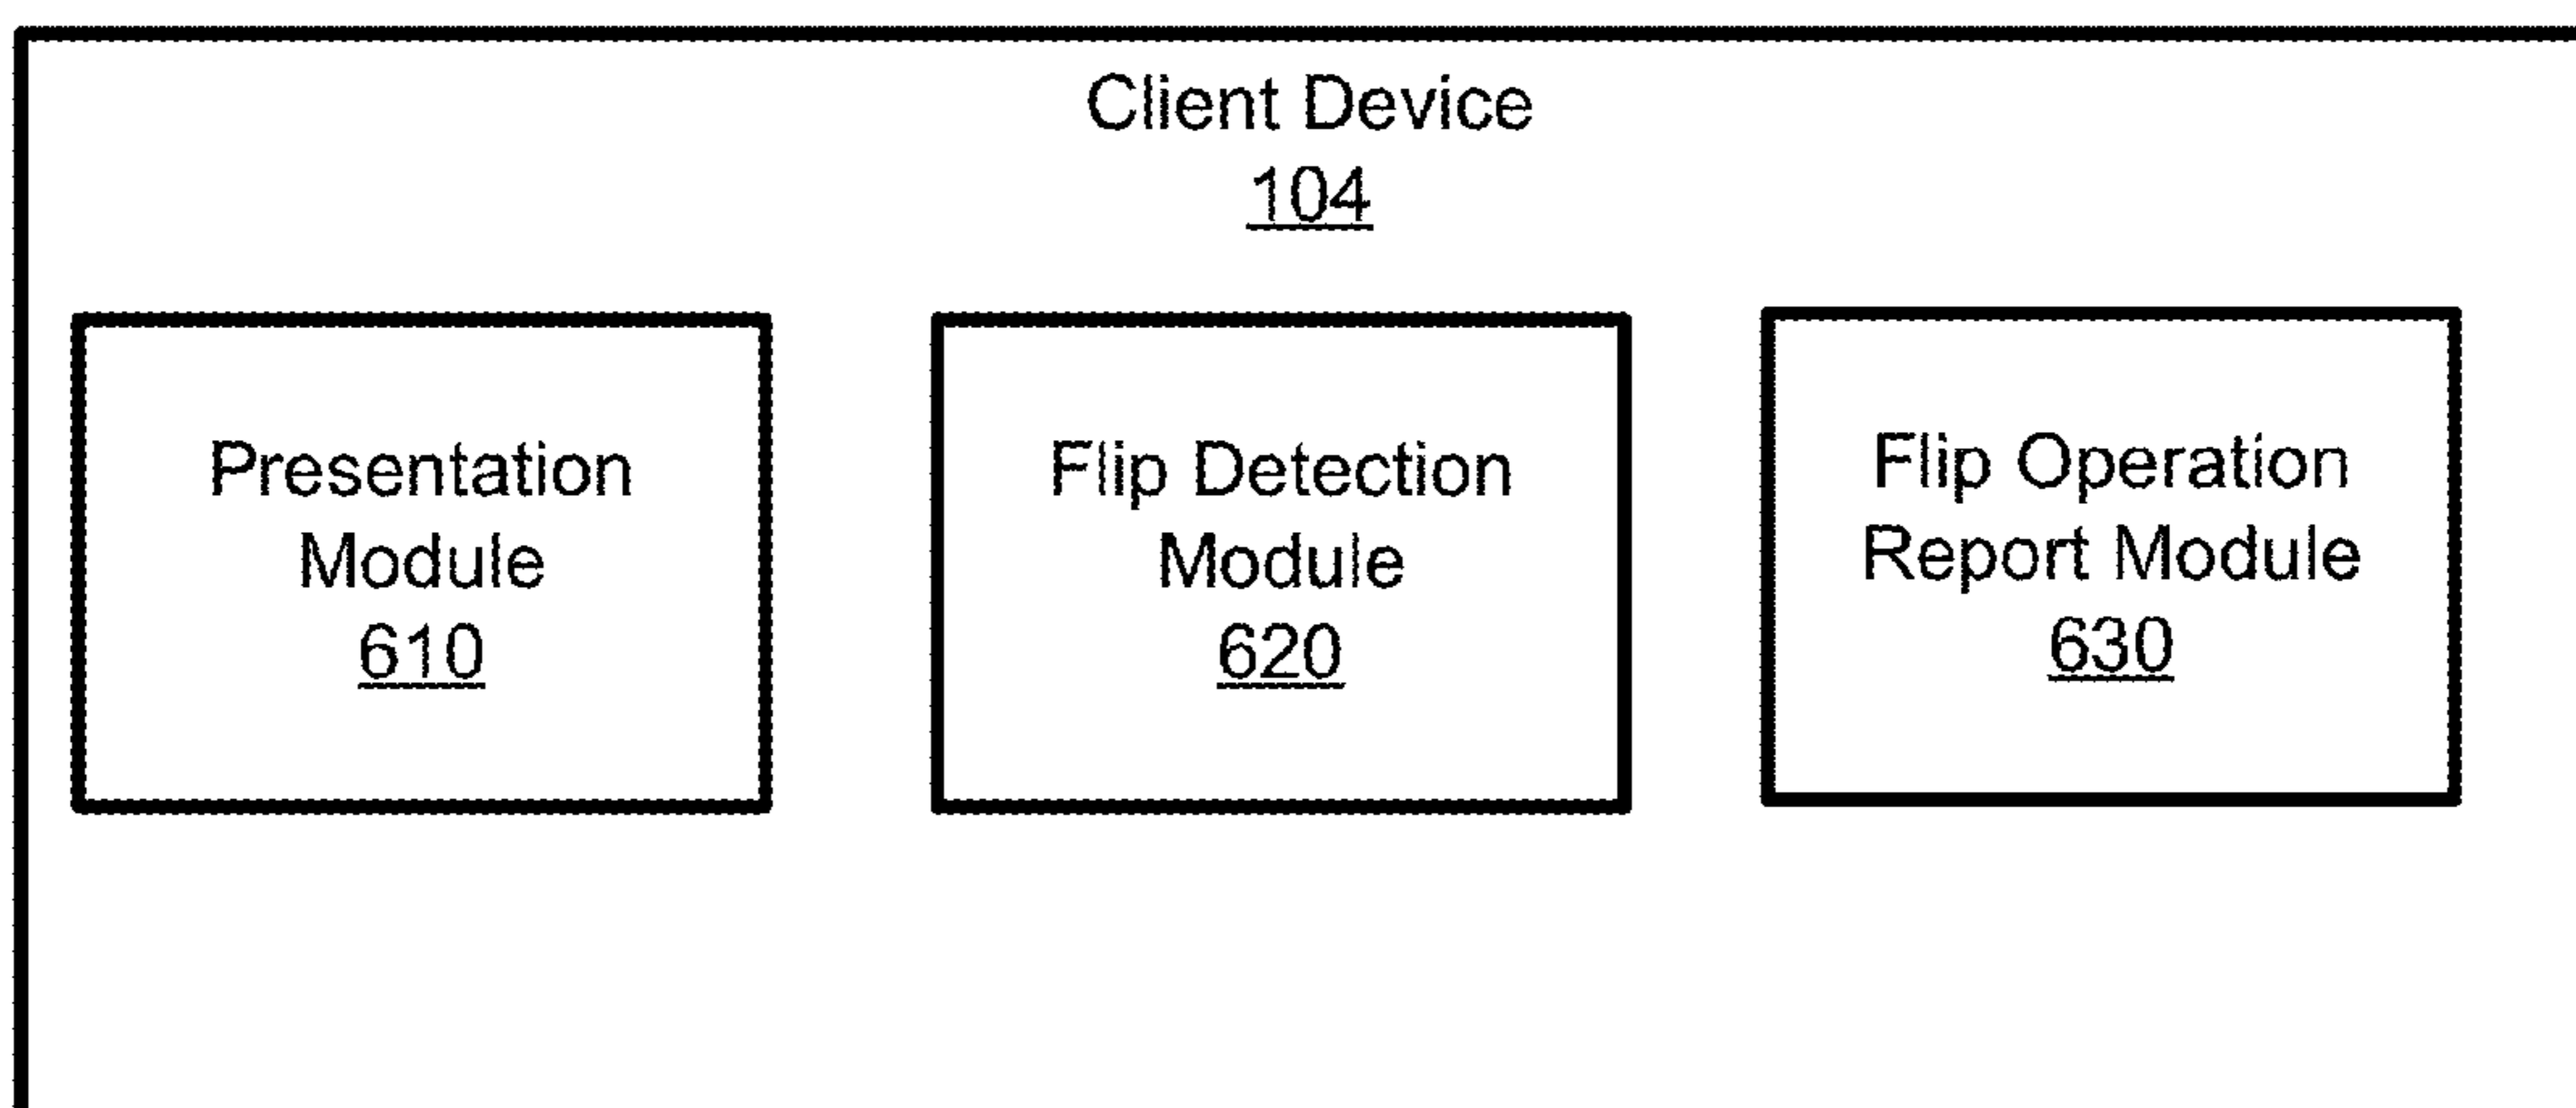 Client Device
104
Presentation
Module
610
Flip Detection
Module
620
Flip Operation
Report Module
630